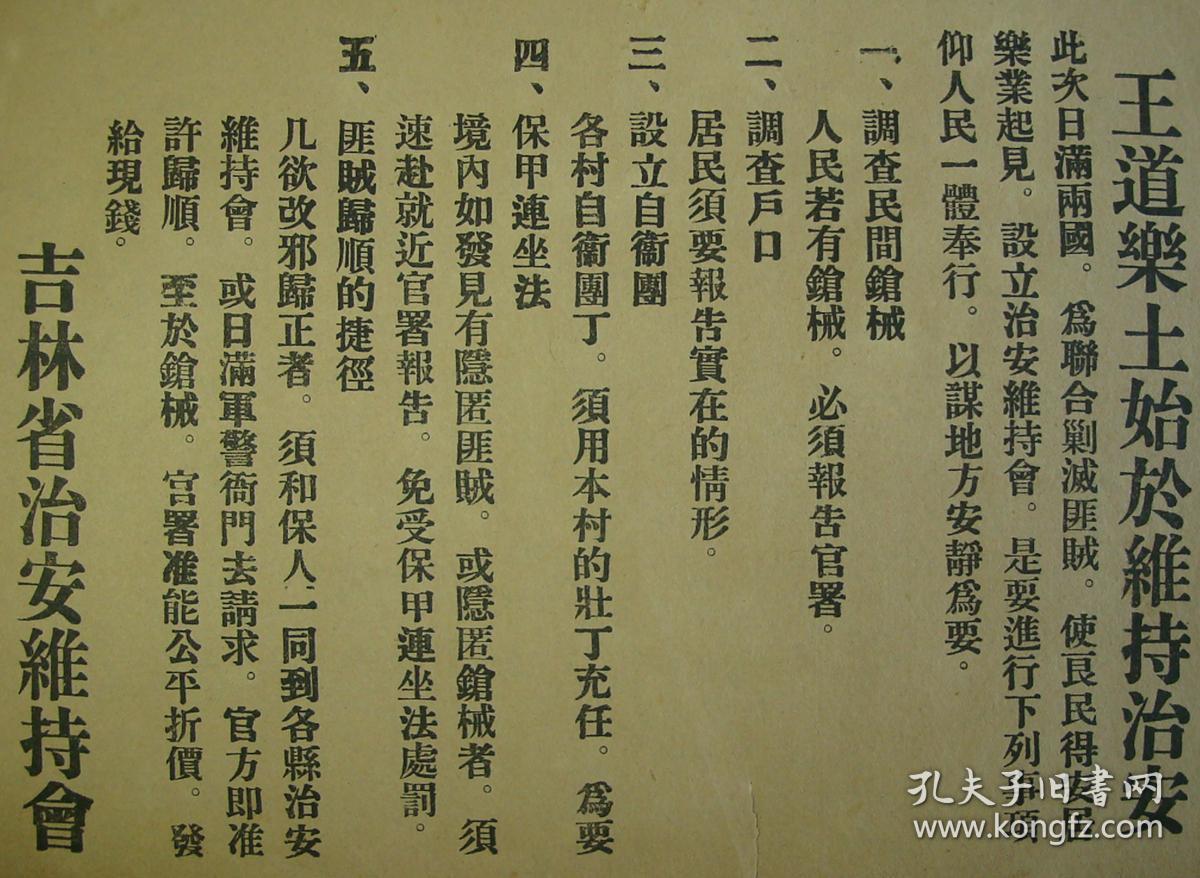 王道樂土始於維持治安
此次日滿兩國。為聯合剿滅匪賊。使良民得安居
樂業起見。設立治安維持會。是要進行下列事項
仰人民一體奉行。以謀地方安靜為要。
一、調查民間鎗械
人民若有鎗械。必須報告官署。
二、調查戶口
居民須要報告實在的情形。
三、設立自衞團
各村自衞團丁。須用本村的壯丁充任。為要
四、保甲連坐法
境內如發見有隱匿匪賊。或隱匿鎗械者。須
速赴就近官署報告。免受保甲連坐法處罰。
五、匪賊歸順的捷徑
几欲改邪歸正者。須和保人一同到各縣治安
維持會。或日滿軍警衙門去請求。官方即准
許歸順。至於鎗械。官署准能公平折價。發
給現錢。
吉林省治安維持會
孔夫子旧书网
www.kongfz.com